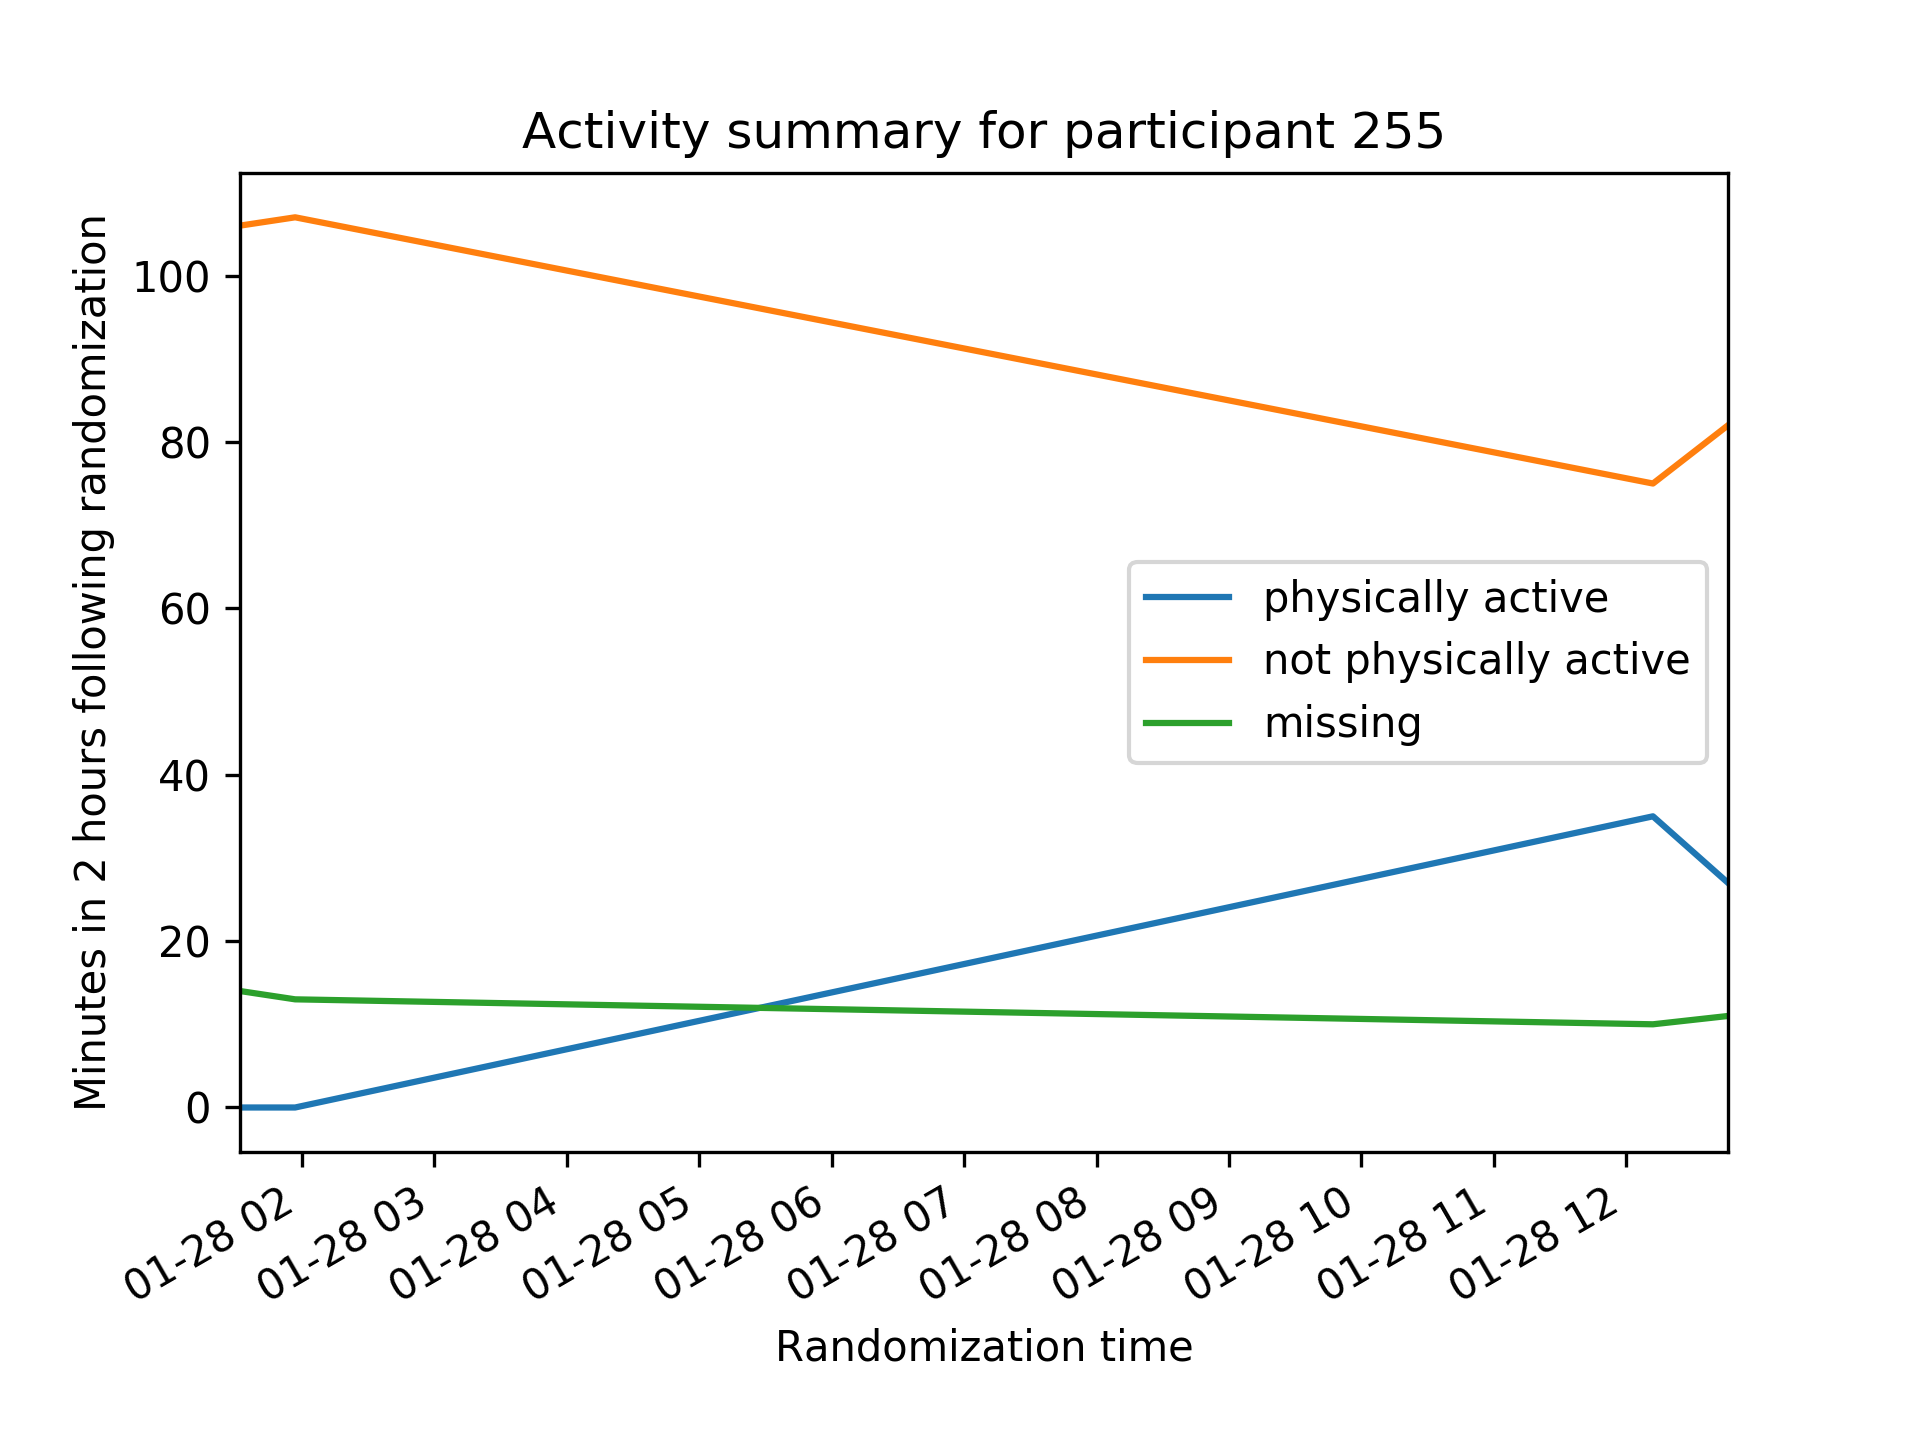 Activity summary for participant 255
Minutes in 2 hours following randomization
100
80
60
40
20
0
physically active
not physically active
missing
01-28 02
01-28 03
01-28 04
01-28 05
01-28 06
01-28 07
01-28 08
01-28 09
01-28 10
01-28 11
01-28 12
Randomization time